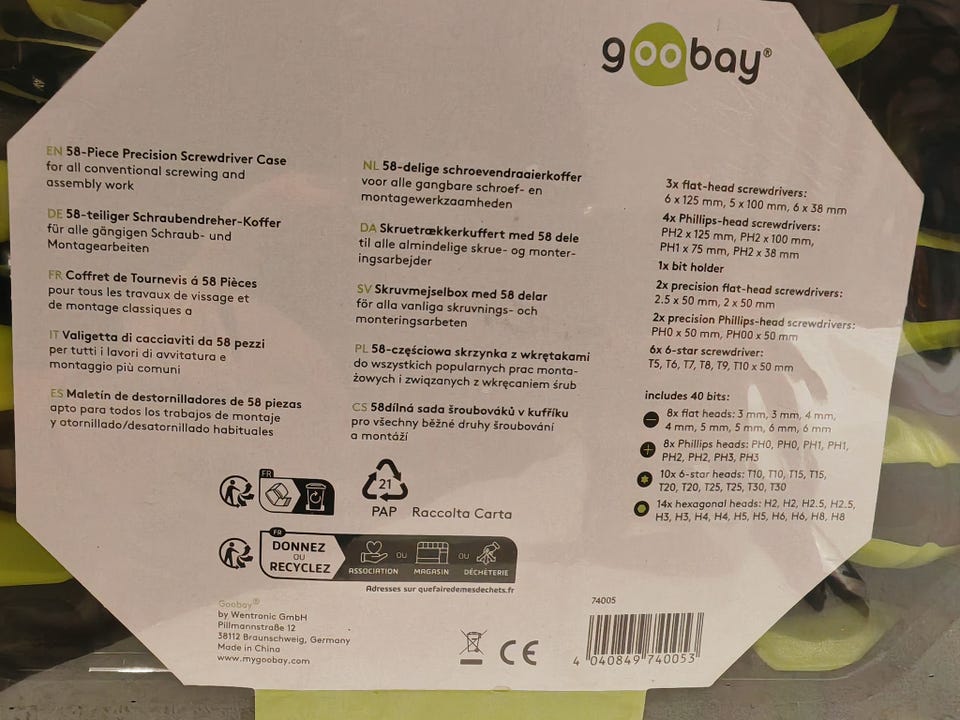 goobay®
EN 58-Piece Precision Screwdriver Case
for all conventional screwing and
assembly work
DE 58-teiliger Schraubendreher-Koffer
für alle gängigen Schraub- und
Montagearbeiten
FR Coffret de Tournevis á 58 Pièces
pour tous les travaux de vissage et
de montage classiques a
IT Valigetta di cacciaviti da 58 pezzi
per tutti i lavori di avvitatura e
montaggio più comuni
ES Maletín de destornilladores de 58 piezas
apto para todos los trabajos de montaje
y atornillado/desatornillado habituales
NL 58-delige schroevendraaierkoffer
voor alle gangbare schroef- en
montagewerkzaamheden
DA Skruetrækkerkuffert med 58 dele
til alle almindelige skrue- og monter-
ingsarbejder
SV Skruvmejselbox med 58 delar
för alla vanliga skruvnings- och
monteringsarbeten
PL 58-częściowa skrzynka z wkrętakami
do wszystkich popularnych prac monta-
żowych i związanych z wkręcaniem śrub
CS 58dílná sada šroubováků v kufříku
pro všechny běžné druhy šroubování
a montáží
3x flat-head screwdrivers:
6 x 125 mm, 5 x 100 mm, 6 x 38 mm
4x Phillips-head screwdrivers:
PH2 x 125 mm, PH2 x 100 mm,
PH1 x 75 mm, PH2 x 38 mm
1x bit holder
2x precision flat-head screwdrivers:
2.5 x 50 mm, 2 x 50 mm
2x precision Phillips-head screwdrivers:
PH0 x 50 mm, PH00 x 50 mm
6x 6-star screwdriver:
T5, T6, T7, T8, T9, T10 x 50 mm
includes 40 bits:
8x flat heads: 3 mm, 3 mm, 4 mm,
4 mm, 5 mm, 5 mm, 6 mm, 6 mm
8x Phillips heads: PH0, PH0, PH1, PH1,
PH2, PH2, PH3, PH3
10x 6-star heads: T10, T10, T15, T15,
T20, T20, T25, T25, T30, T30
14x hexagonal heads: H2, H2, H2.5, H2.5,
H3, H3, H4, H4, H5, H5, H6, H6, H8, H8
FR
21
PAP Raccolta Carta
FR
DONNEZ
OU
RECYCLEZ
ASSOCIATION OU MAGASIN OU DÉCHÈTERIE
Adresses sur quefairedemesdechets.fr
Goobay®
by Wentronic GmbH
Pillmannstraße 12
38112 Braunschweig, Germany
Made in China
www.mygoobay.com
CE
74005
4 040849 740053